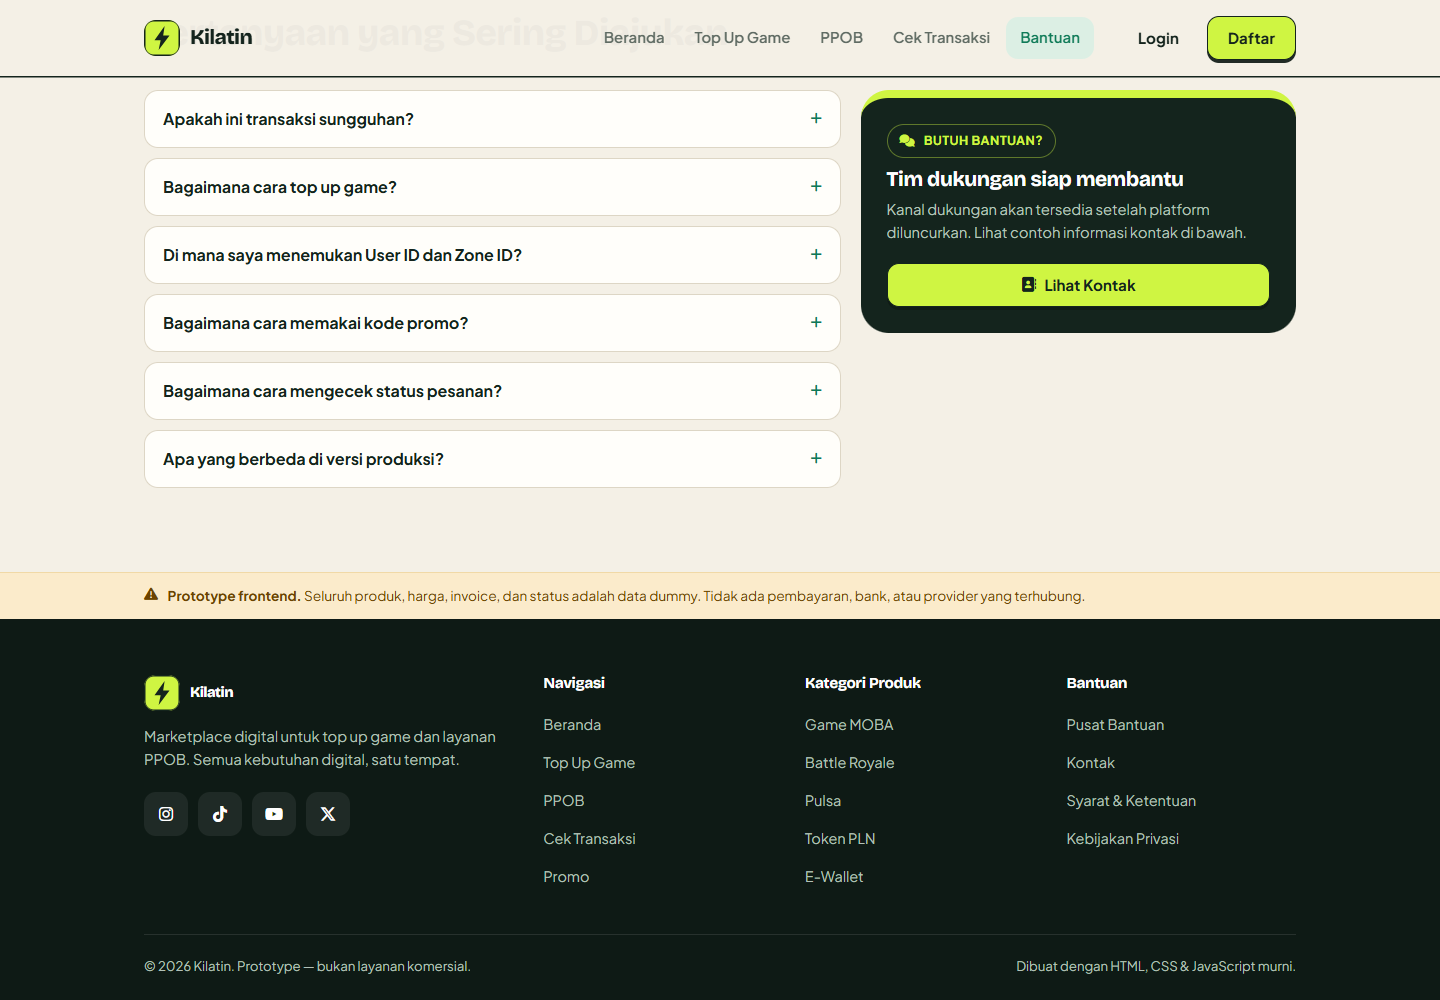 Pertanyaan yang Sering Diajukan
Kilatin
Beranda
Top Up Game
PPOB
Cek Transaksi
Bantuan
Login
Daftar
Apakah ini transaksi sungguhan?
Bagaimana cara top up game?
Di mana saya menemukan User ID dan Zone ID?
Bagaimana cara memakai kode promo?
Bagaimana cara mengecek status pesanan?
Apa yang berbeda di versi produksi?
BUTUH BANTUAN?
Tim dukungan siap membantu
Kanal dukungan akan tersedia setelah platform
diluncurkan. Lihat contoh informasi kontak di bawah.
Lihat Kontak
Prototype frontend. Seluruh produk, harga, invoice, dan status adalah data dummy. Tidak ada pembayaran, bank, atau provider yang terhubung.
Kilatin
Marketplace digital untuk top up game dan layanan
PPOB. Semua kebutuhan digital, satu tempat.
Navigasi
Beranda
Top Up Game
PPOB
Cek Transaksi
Promo
Kategori Produk
Game MOBA
Battle Royale
Pulsa
Token PLN
E-Wallet
Bantuan
Pusat Bantuan
Kontak
Syarat & Ketentuan
Kebijakan Privasi
© 2026 Kilatin. Prototype — bukan layanan komersial.
Dibuat dengan HTML, CSS & JavaScript murni.